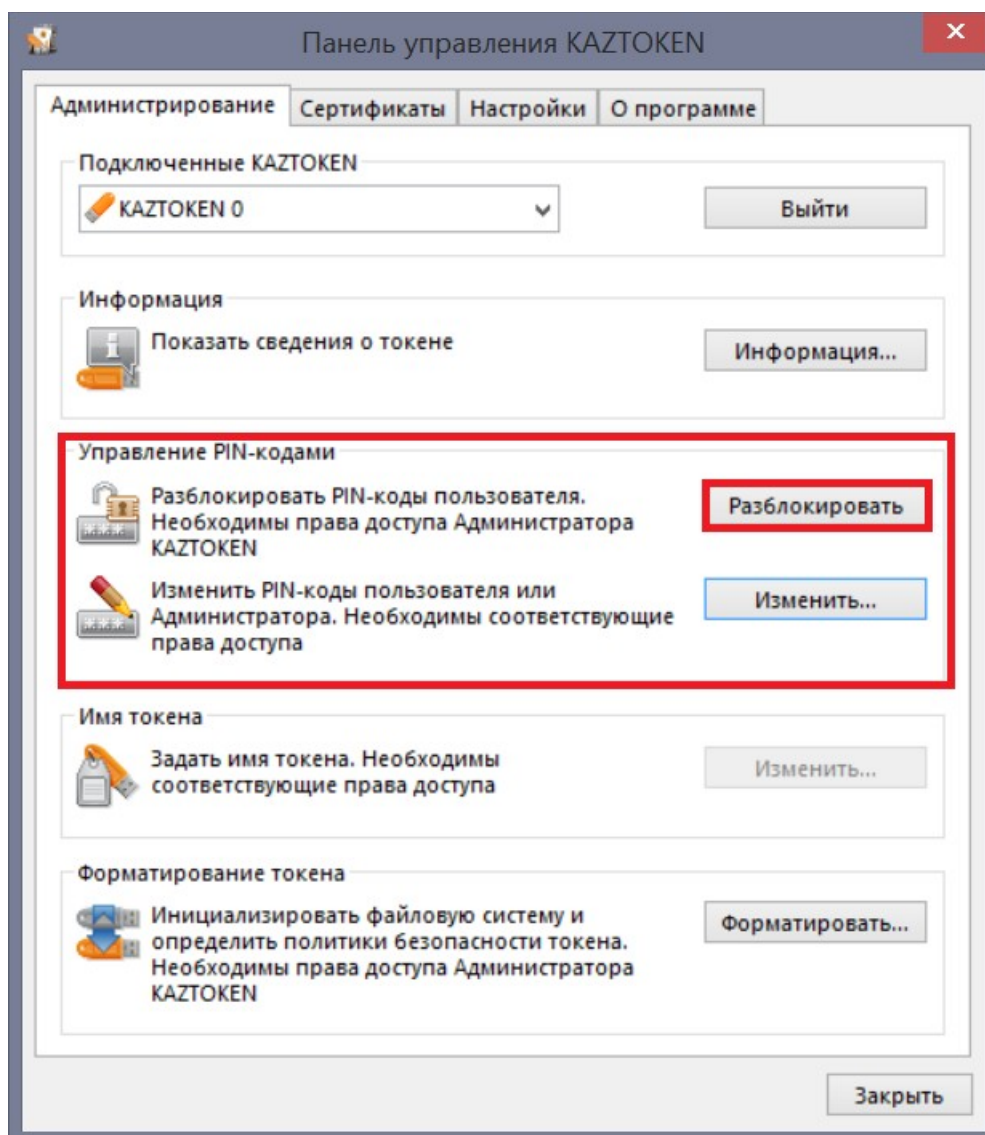 Панель управления KAZTOKEN
Администрирование
Сертификаты
Настройки
О программе
Подключенные KAZTOKEN
KAZTOKEN 0
Выйти
Информация
Показать сведения о токене
Информация...
Управление PIN-кодами
Разблокировать PIN-коды пользователя.
Необходимы права доступа Администратора
KAZTOKEN
Разблокировать
Изменить PIN-коды пользователя или
Администратора. Необходимы соответствующие
права доступа
Изменить...
Имя токена
Задать имя токена. Необходимы
соответствующие права доступа
Изменить...
Форматирование токена
Инициализировать файловую систему и
определить политики безопасности токена.
Необходимы права доступа Администратора
KAZTOKEN
Форматировать...
Закрыть